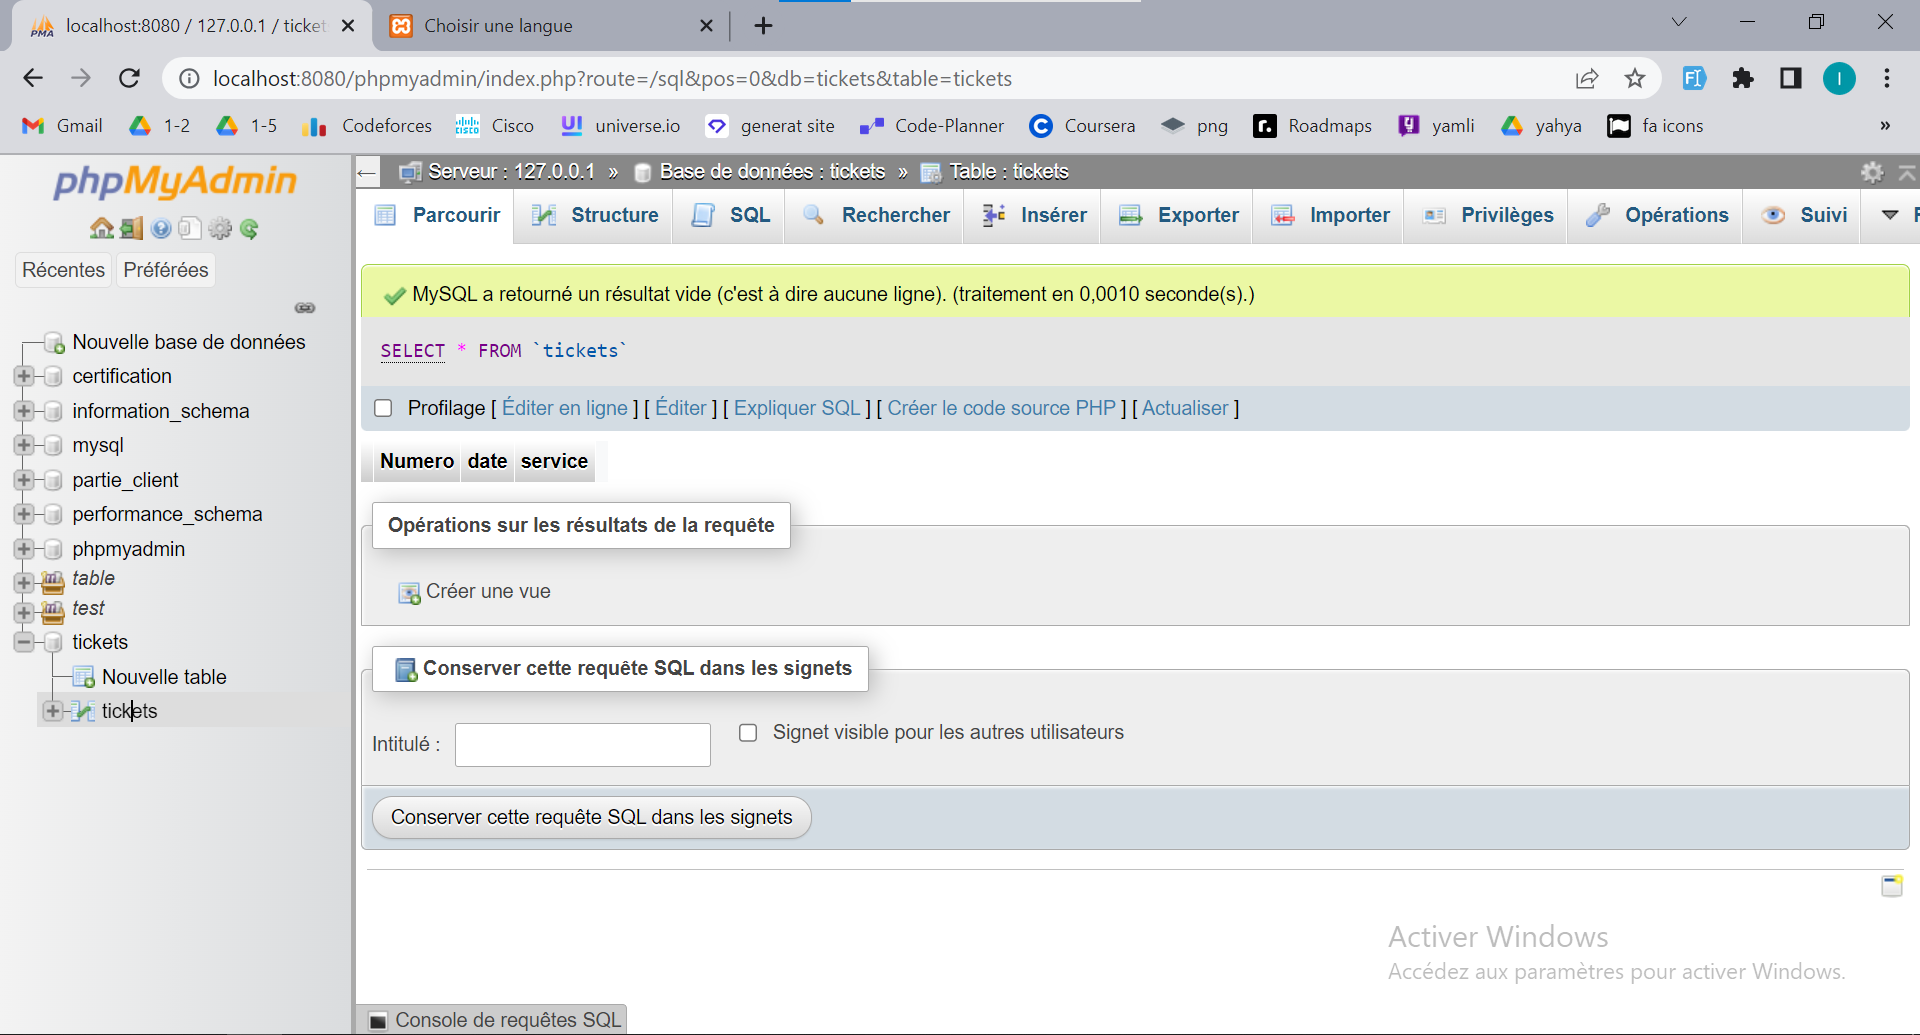 localhost:8080 / 127.0.0.1 / ticket
Choisir une langue
localhost:8080/phpmyadmin/index.php?route=/sql&pos=0&db=tickets&table=tickets
I
Gmail
1-2
1-5
Codeforces
Cisco
universe.io
generat site
Code-Planner
Coursera
png
Roadmaps
yamli
yahya
fa icons
»
phpMyAdmin
Récentes
Préférées
Nouvelle base de données
certification
information_schema
mysql
partie_client
performance_schema
phpmyadmin
table
test
tickets
Nouvelle table
tickets
Serveur : 127.0.0.1 » Base de données : tickets » Table : tickets
Parcourir
Structure
SQL
Rechercher
Insérer
Exporter
Importer
Privilèges
Opérations
Suivi
MySQL a retourné un résultat vide (c'est à dire aucune ligne). (traitement en 0,0010 seconde(s).)
SELECT * FROM `tickets`
Profilage [ Éditer en ligne ] [ Éditer ] [ Expliquer SQL ] [ Créer le code source PHP ] [ Actualiser ]
Numero date service
Opérations sur les résultats de la requête
Créer une vue
Conserver cette requête SQL dans les signets
Intitulé :
Signet visible pour les autres utilisateurs
Conserver cette requête SQL dans les signets
Activer Windows
Accédez aux paramètres pour activer Windows.
Console de requêtes SQL